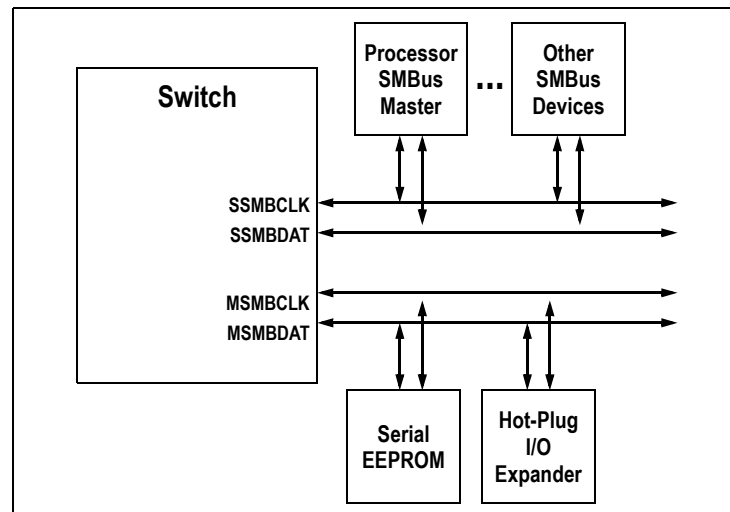 Processor
SMBus
Master
...
Other
SMBus
Devices
Switch
SSMBCLK
SSMBDAT
MSMBCLK
MSMBDAT
Serial
EEPROM
Hot-Plug
I/O
Expander